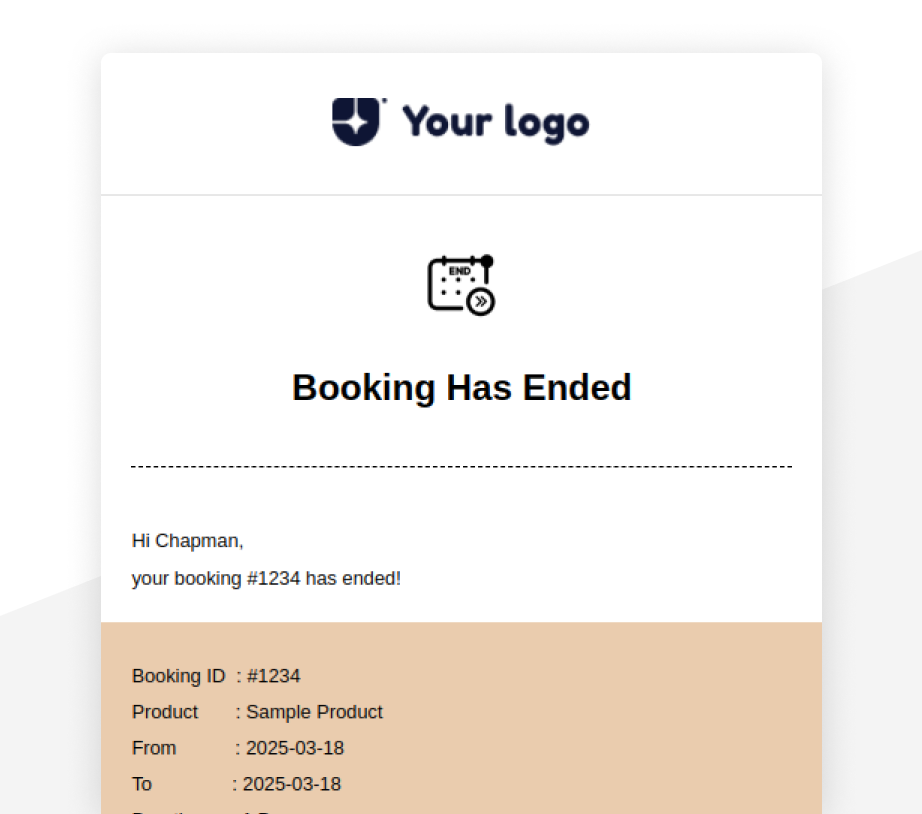 Your logo
END
Booking Has Ended
Hi Chapman,
your booking #1234 has ended!
Booking ID : #1234
Product : Sample Product
From : 2025-03-18
To : 2025-03-18